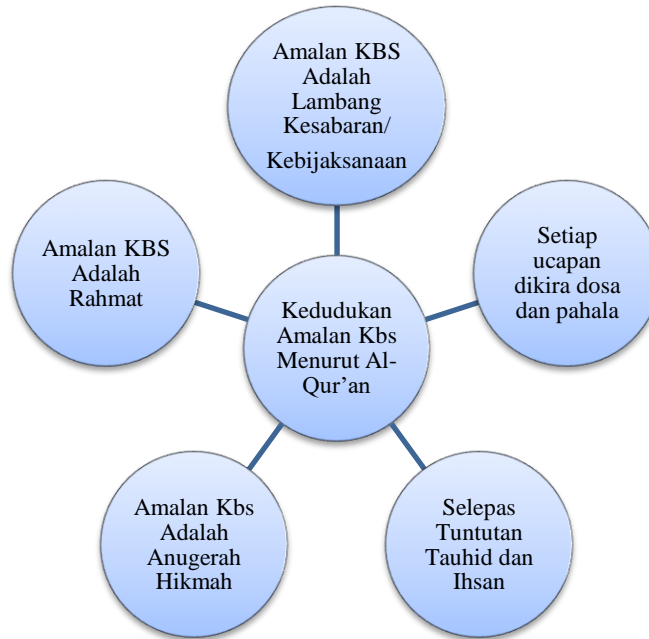 Amalan KBS
Adalah
Lambang
Kesabaran/
Kebijaksanaan
Setiap
ucapan
dikira dosa
dan pahala
Selepas
Tuntutan
Tauhid dan
Ihsan
Amalan Kbs
Adalah
Anugerah
Hikmah
Amalan KBS
Adalah
Rahmat
Kedudukan
Amalan Kbs
Menurut Al-
Qur’an